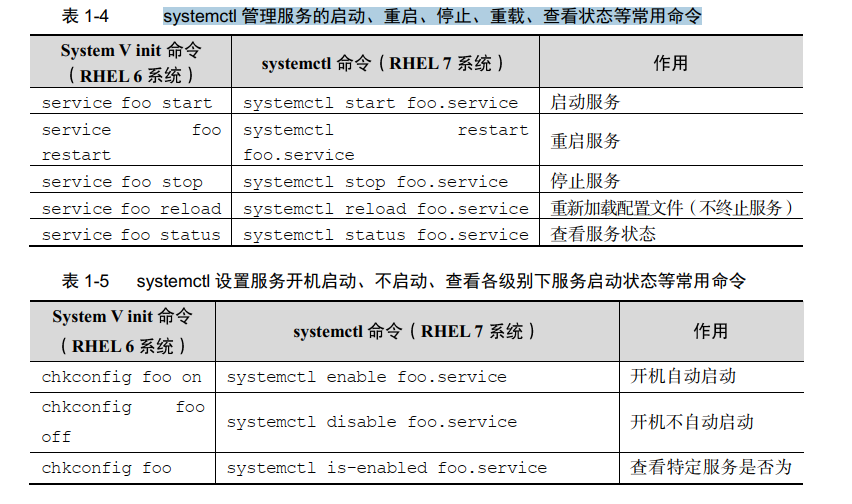 表 1-4 systemctl 管理服务的启动、重启、停止、重载、查看状态等常用命令
System V init 命令
（RHEL 6 系统）
systemctl 命令（RHEL 7 系统）
作用
service foo start
systemctl start foo.service
启动服务
service foo
restart
systemctl restart
foo.service
重启服务
service foo stop
systemctl stop foo.service
停止服务
service foo reload
systemctl reload foo.service
重新加载配置文件（不终止服务）
service foo status
systemctl status foo.service
查看服务状态
表 1-5 systemctl 设置服务开机启动、不启动、查看各级别下服务启动状态等常用命令
System V init 命令
（RHEL 6 系统）
systemctl 命令（RHEL 7 系统）
作用
chkconfig foo on
systemctl enable foo.service
开机自动启动
chkconfig foo
off
systemctl disable foo.service
开机不自动启动
chkconfig foo
systemctl is-enabled foo.service
查看特定服务是否为